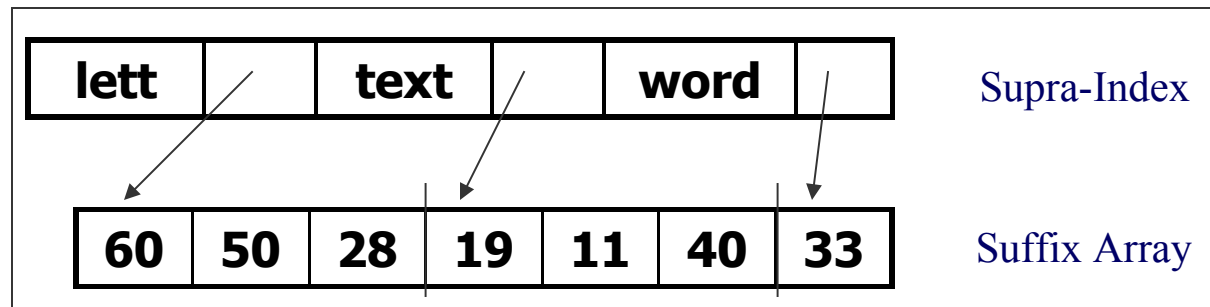 lett text word Supra-Index
60 50 28 19 11 40 33 Suffix Array